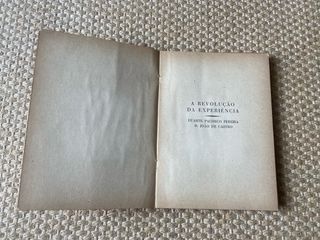 A REVOLUÇÃO
DA EXPERIÊNCIA
DUARTE PACHECO PEREIRA
D. JOÃO DE CASTRO